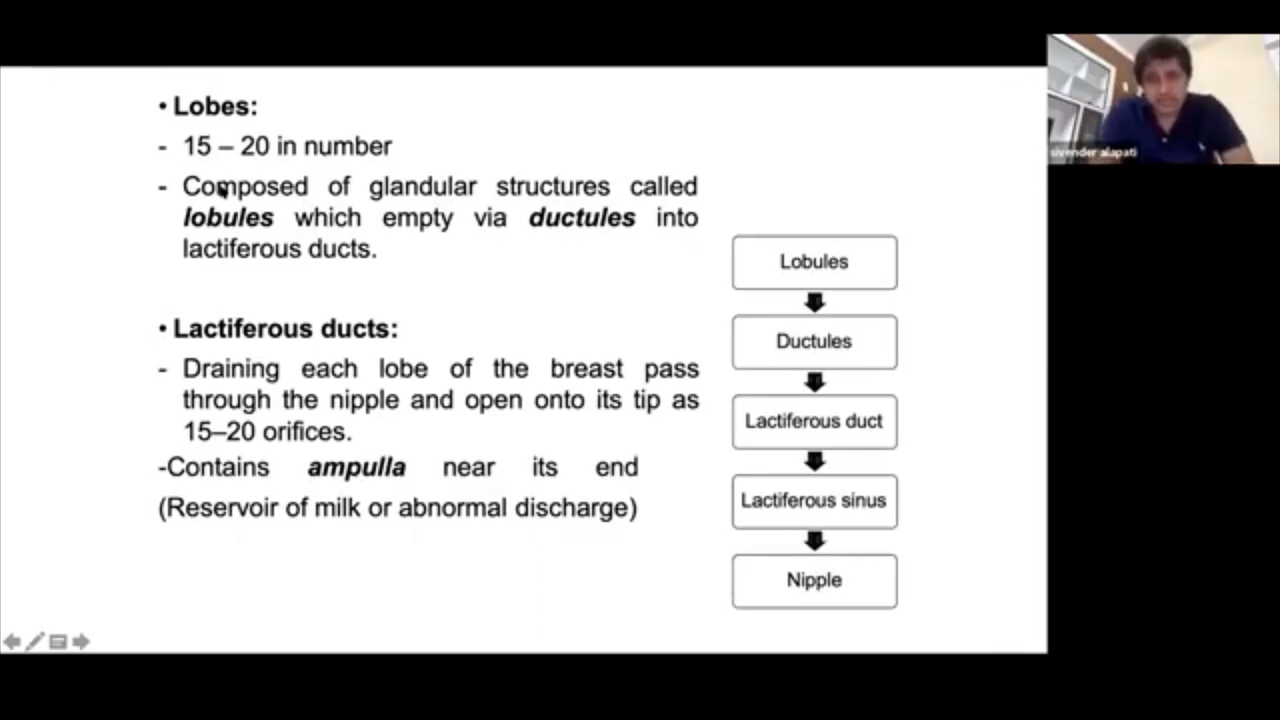 • Lobes:
- 15 – 20 in number
- Composed of glandular structures called
lobules which empty via ductules into
lactiferous ducts.
• Lactiferous ducts:
- Draining each lobe of the breast pass
through the nipple and open onto its tip as
15–20 orifices.
-Contains ampulla near its end
(Reservoir of milk or abnormal discharge)
Lobules
Ductules
Lactiferous duct
Lactiferous sinus
Nipple
sivender alapati